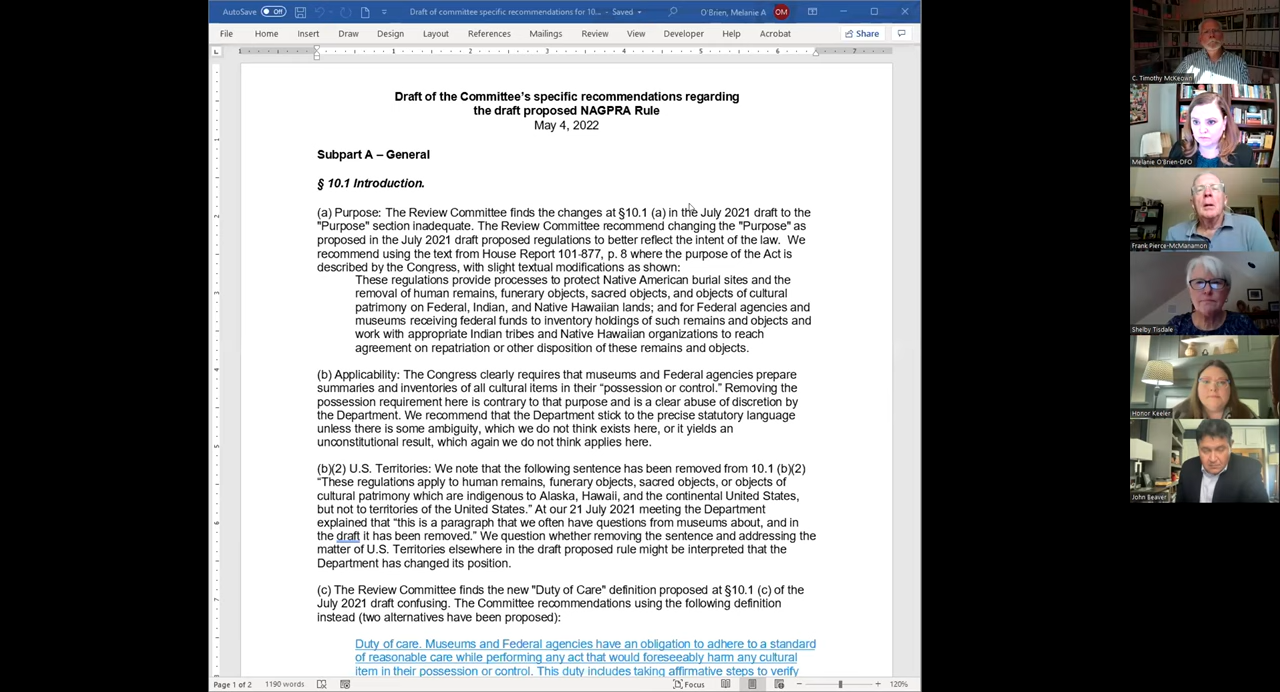 AutoSave Off Draft of committee specific recommendations for 10... - Saved O'Brien, Melanie A OM
File Home Insert Draw Design Layout References Mailings Review View Developer Help Acrobat Share
Draft of the Committee's specific recommendations regarding
the draft proposed NAGPRA Rule
May 4, 2022
Subpart A – General
§ 10.1 Introduction.
(a) Purpose: The Review Committee finds the changes at §10.1 (a) in the July 2021 draft to the
"Purpose" section inadequate. The Review Committee recommend changing the "Purpose" as
proposed in the July 2021 draft proposed regulations to better reflect the intent of the law. We
recommend using the text from House Report 101-877, p. 8 where the purpose of the Act is
described by the Congress, with slight textual modifications as shown:
These regulations provide processes to protect Native American burial sites and the
removal of human remains, funerary objects, sacred objects, and objects of cultural
patrimony on Federal, Indian, and Native Hawaiian lands; and for Federal agencies and
museums receiving federal funds to inventory holdings of such remains and objects and
work with appropriate Indian tribes and Native Hawaiian organizations to reach
agreement on repatriation or other disposition of these remains and objects.
(b) Applicability: The Congress clearly requires that museums and Federal agencies prepare
summaries and inventories of all cultural items in their “possession or control.” Removing the
possession requirement here is contrary to that purpose and is a clear abuse of discretion by
the Department. We recommend that the Department stick to the precise statutory language
unless there is some ambiguity, which we do not think exists here, or it yields an
unconstitutional result, which again we do not think applies here.
(b)(2) U.S. Territories: We note that the following sentence has been removed from 10.1 (b)(2)
“These regulations apply to human remains, funerary objects, sacred objects, or objects of
cultural patrimony which are indigenous to Alaska, Hawaii, and the continental United States,
but not to territories of the United States.” At our 21 July 2021 meeting the Department
explained that “this is a paragraph that we often have questions from museums about, and in
the draft it has been removed.” We question whether removing the sentence and addressing the
matter of U.S. Territories elsewhere in the draft proposed rule might be interpreted that the
Department has changed its position.
(c) The Review Committee finds the new "Duty of Care" definition proposed at §10.1 (c) of the
July 2021 draft confusing. The Committee recommendations using the following definition
instead (two alternatives have been proposed):
Duty of care. Museums and Federal agencies have an obligation to adhere to a standard
of reasonable care while performing any act that would foreseeably harm any cultural
item in their possession or control. This duty includes taking affirmative steps to verify
Page 1 of 2 1190 words Focus 120%
C. Timothy McKeown
Melanie O'Brien-DFO
Frank Pierce-McManamon
Shelby Tisdale
Honor Keeler
John Beaver